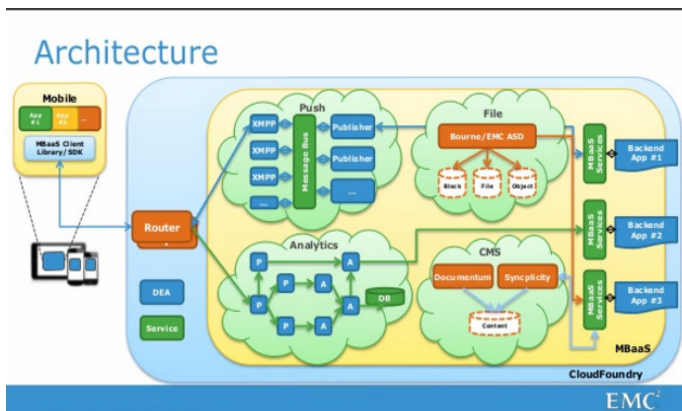 Architecture
Mobile
App #1
App #2
...
MBaaS Client
Library/SDK
Router
DEA
Service
Push
XMPP
XMPP
XMPP
...
Message Bus
Publisher
Publisher
...
File
Bourne/EMC ASD
Block
File
Object
Analytics
P
A
P
P
A
A
P
A
DB
CMS
Documentum
Syncplicity
Content
MBaaS
Services
Backend
App #1
MBaaS
Services
Backend
App #2
MBaaS
Services
Backend
App #3
MBaaS
CloudFoundry
EMC²